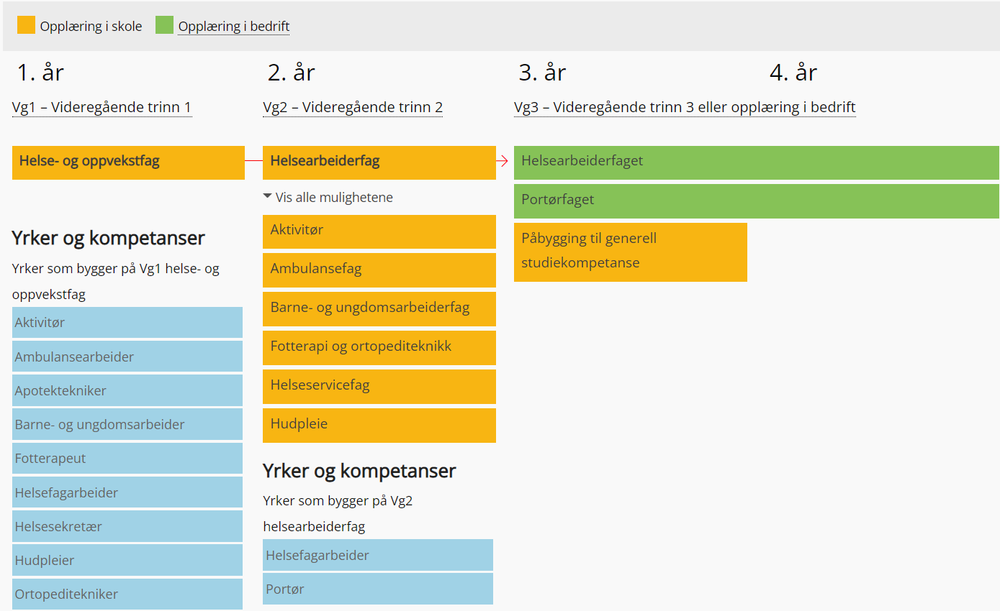 Opplæring i skole
Opplæring i bedrift
1. år
2. år
3. år
4. år
Vg1 – Videregående trinn 1
Vg2 – Videregående trinn 2
Vg3 – Videregående trinn 3 eller opplæring i bedrift
Helse- og oppvekstfag
Yrker og kompetanser
Yrker som bygger på Vg1 helse- og
oppvekstfag
Aktivitør
Ambulansearbeider
Apotektekniker
Barne- og ungdomsarbeider
Fotterapeut
Helsefagarbeider
Helsesekretær
Hudpleier
Ortopeditekniker
Helsearbeiderfag
Vis alle mulighetene
Aktivitør
Ambulansefag
Barne- og ungdomsarbeiderfag
Fotterapi og ortopediteknikk
Helseservicefag
Hudpleie
Yrker og kompetanser
Yrker som bygger på Vg2
helsearbeiderfag
Helsefagarbeider
Portør
Helsearbeiderfaget
Portørfaget
Påbygging til generell
studiekompetanse